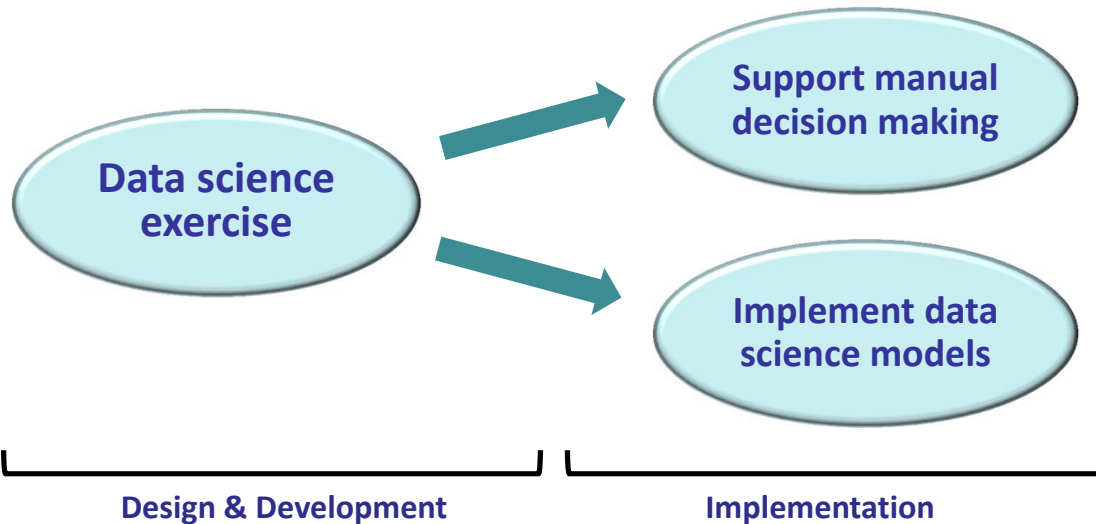 Data science
exercise
Support manual
decision making
Implement data
science models
Design & Development
Implementation